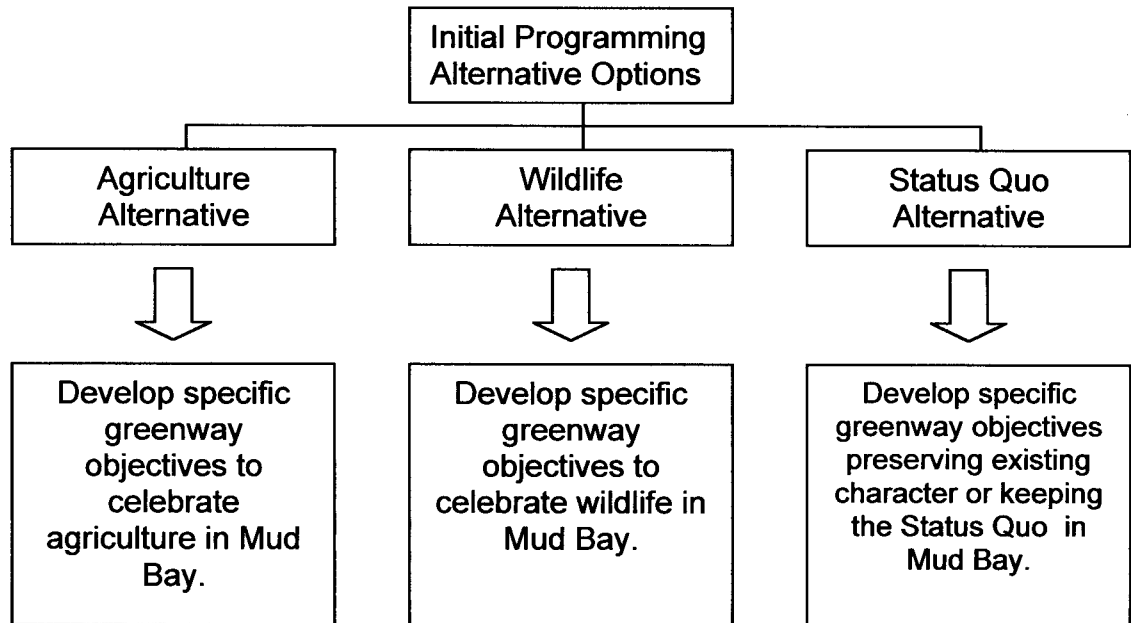 Initial Programming
Alternative Options
Agriculture
Alternative
Wildlife
Alternative
Status Quo
Alternative
Develop specific
greenway
objectives to
celebrate
agriculture in Mud
Bay.
Develop specific
greenway
objectives to
celebrate wildlife in
Mud Bay.
Develop specific
greenway objectives
preserving existing
character or keeping
the Status Quo in
Mud Bay.